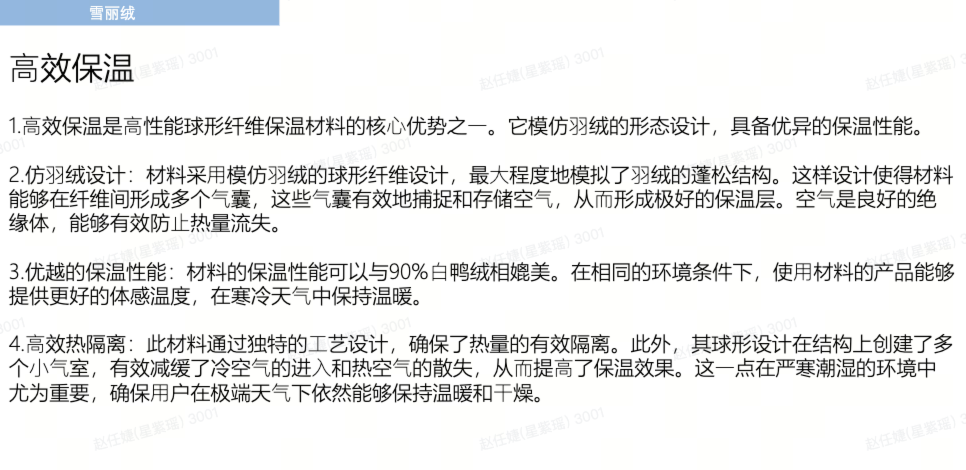 雪丽绒
高效保温
1.高效保温是高性能球形纤维保温材料的核心优势之一。它模仿羽绒的形态设计，具备优异的保温性能。
2.仿羽绒设计：材料采用模仿羽绒的球形纤维设计，最大程度地模拟了羽绒的蓬松结构。这样设计使得材料
能够在纤维间形成多个气囊，这些气囊有效地捕捉和存储空气，从而形成极好的保温层。空气是良好的绝
缘体，能够有效防止热量流失。
3.优越的保温性能：材料的保温性能可以与90%白鸭绒相媲美。在相同的环境条件下，使用材料的产品能够
提供更好的体感温度，在寒冷天气中保持温暖。
4.高效热隔离：此材料通过独特的工艺设计，确保了热量的有效隔离。此外，其球形设计在结构上创建了多
个小气室，有效减缓了冷空气的进入和热空气的散失，从而提高了保温效果。这一点在严寒潮湿的环境中
尤为重要，确保用户在极端天气下依然能够保持温暖和干燥。
赵任婕(星紫瑶) 3001